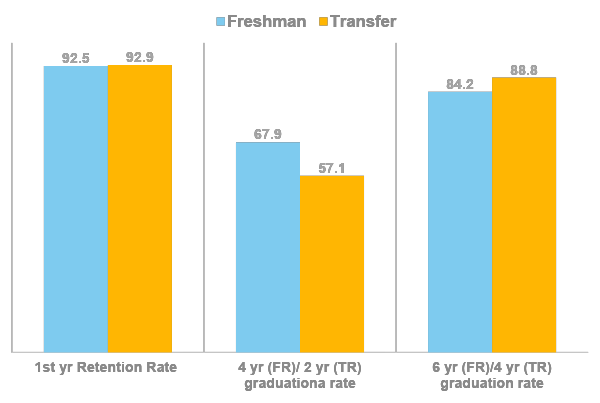 Freshman Transfer
92.5 92.9
67.9
57.1
84.2
88.8
1st yr Retention Rate
4 yr (FR)/ 2 yr (TR)
graduationa rate
6 yr (FR)/4 yr (TR)
graduation rate